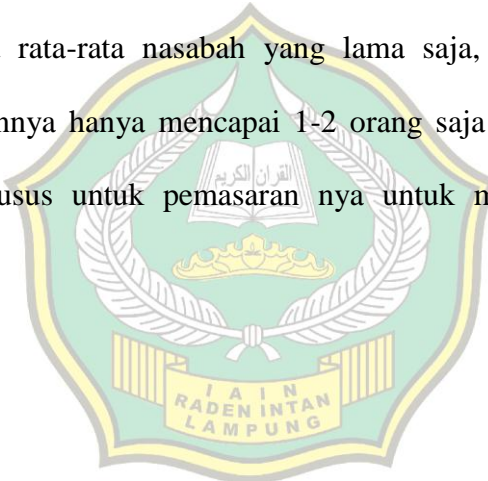 rata-rata nasabah yang lama saja,
nnya hanya mencapai 1-2 orang saja
القرآن الكريم
usus untuk pemasaran nya untuk m
I A I N
RADEN INTAN
LAMPUNG